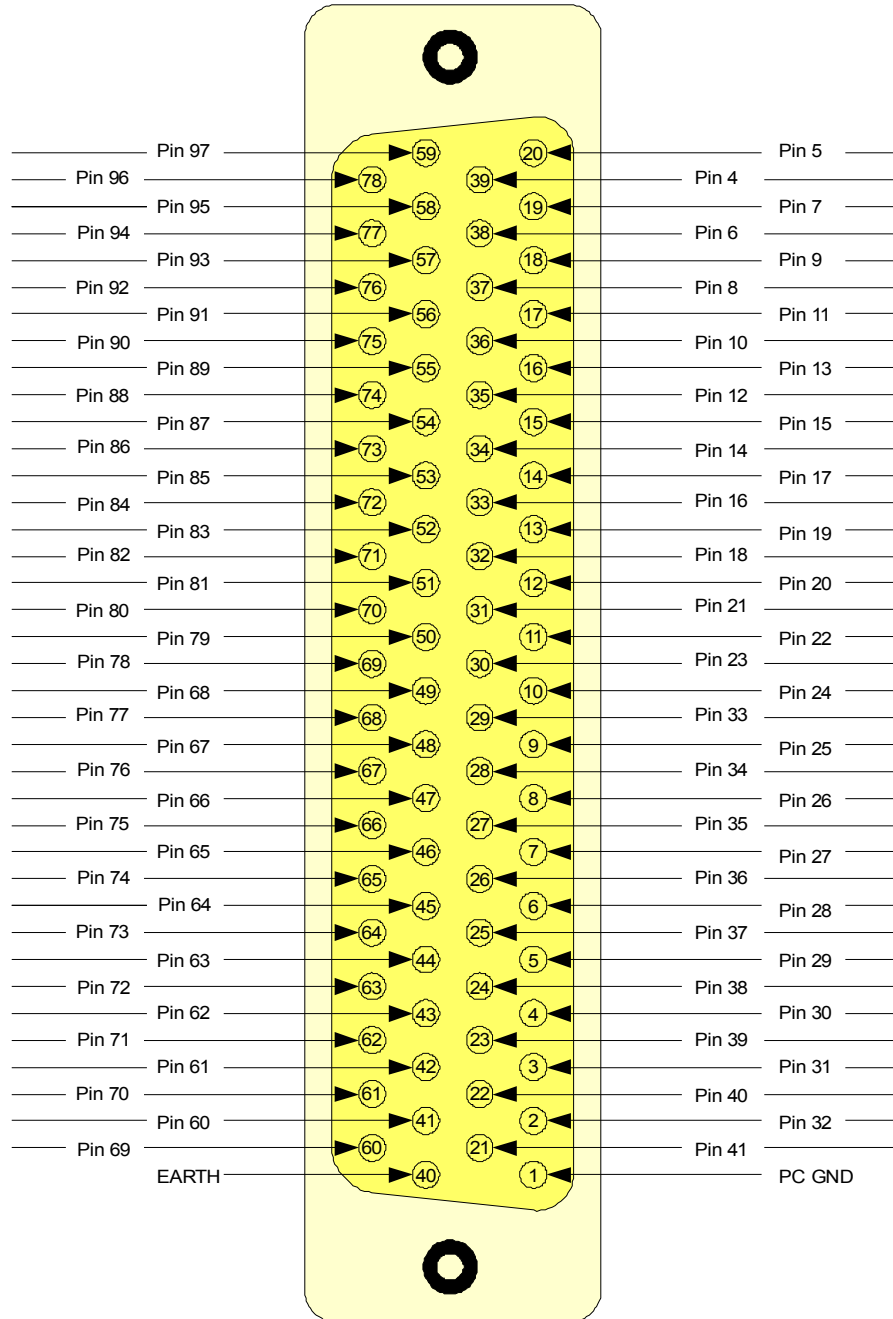 Pin 97 59 20 Pin 5
Pin 96 78 39 Pin 4
Pin 95 58 19 Pin 7
Pin 94 77 38 Pin 6
Pin 93 57 18 Pin 9
Pin 92 76 37 Pin 8
Pin 91 56 17 Pin 11
Pin 90 75 36 Pin 10
Pin 89 55 16 Pin 13
Pin 88 74 35 Pin 12
Pin 87 54 15 Pin 15
Pin 86 73 34 Pin 14
Pin 85 53 14 Pin 17
Pin 84 72 33 Pin 16
Pin 83 52 13 Pin 19
Pin 82 71 32 Pin 18
Pin 81 51 12 Pin 20
Pin 80 70 31 Pin 21
Pin 79 50 11 Pin 22
Pin 78 69 30 Pin 23
Pin 68 49 10 Pin 24
Pin 77 68 29 Pin 33
Pin 67 48 9 Pin 25
Pin 76 67 28 Pin 34
Pin 66 47 8 Pin 26
Pin 75 66 27 Pin 35
Pin 65 46 7 Pin 27
Pin 74 65 26 Pin 36
Pin 64 45 6 Pin 28
Pin 73 64 25 Pin 37
Pin 63 44 5 Pin 29
Pin 72 63 24 Pin 38
Pin 62 43 4 Pin 30
Pin 71 62 23 Pin 39
Pin 61 42 3 Pin 31
Pin 70 61 22 Pin 40
Pin 60 41 2 Pin 32
Pin 69 60 21 Pin 41
EARTH 40 1 PC GND